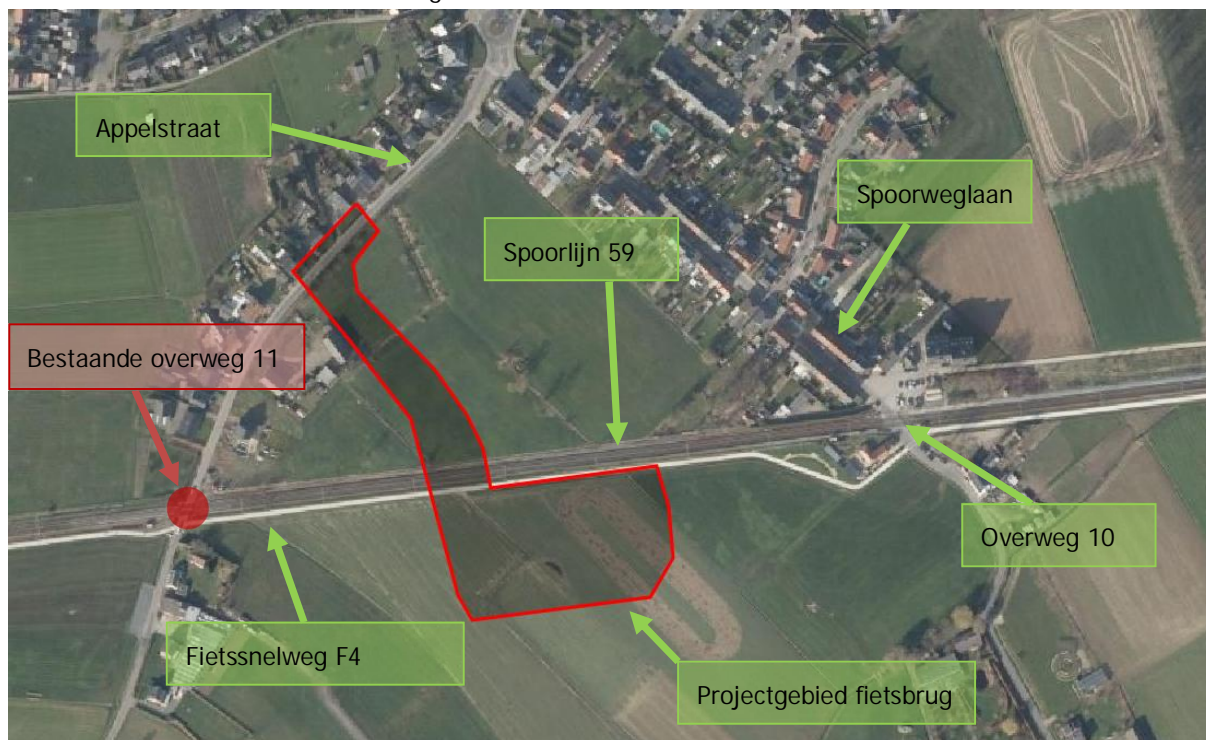 Appelstraat
Spoorweglaan
Spoorlijn 59
Bestaande overweg 11
Overweg 10
Fietssnelweg F4
Projectgebied fietsbrug